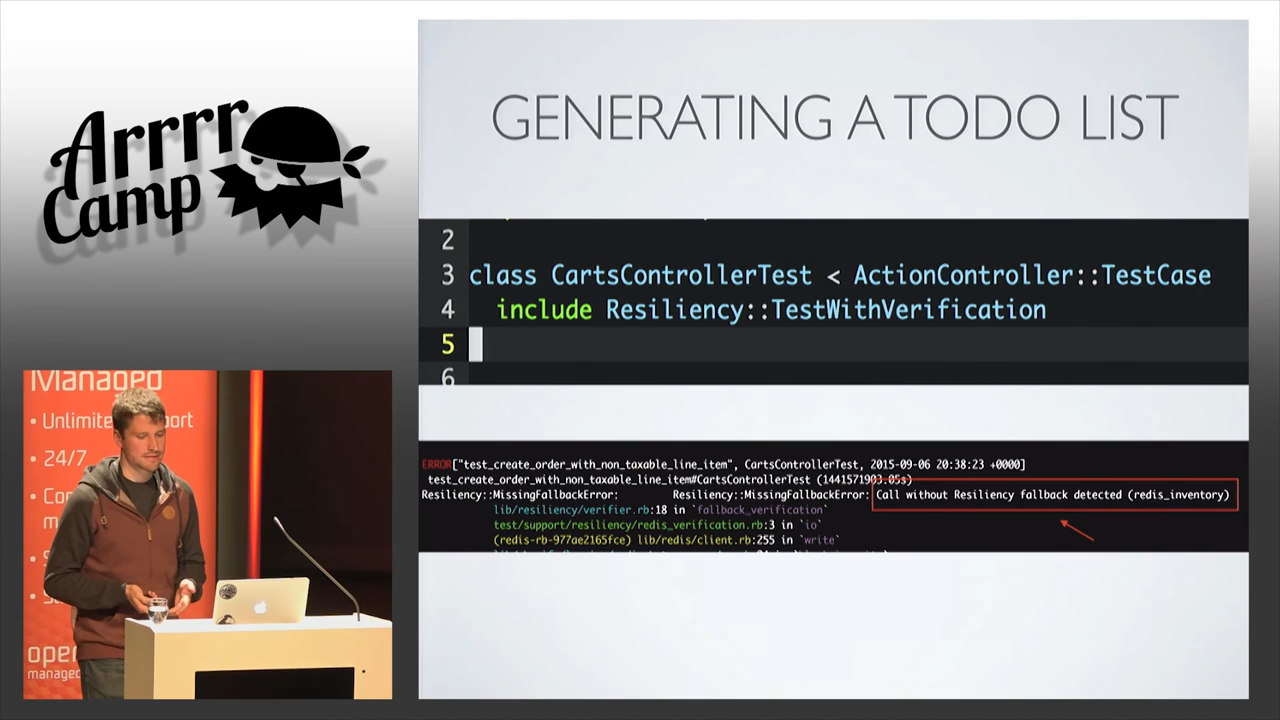 Arrrr
Camp
GENERATING A TODO LIST
2
3 class CartsControllerTest < ActionController::TestCase
4 include Resiliency::TestWithVerification
5
6
ERROR["test_create_order_with_non_taxable_line_item", CartsControllerTest, 2015-09-06 20:38:23 +0000]
test_create_order_with_non_taxable_line_item#CartsControllerTest (1441571903.05s)
Resiliency::MissingFallbackError: Resiliency::MissingFallbackError: Call without Resiliency fallback detected (redis_inventory)
lib/resiliency/verifier.rb:18 in `fallback_verification'
test/support/resiliency/redis_verification.rb:3 in `io'
(redis-rb-977ae2165fce) lib/redis/client.rb:255 in `write'
Managed
• 24/7
managed